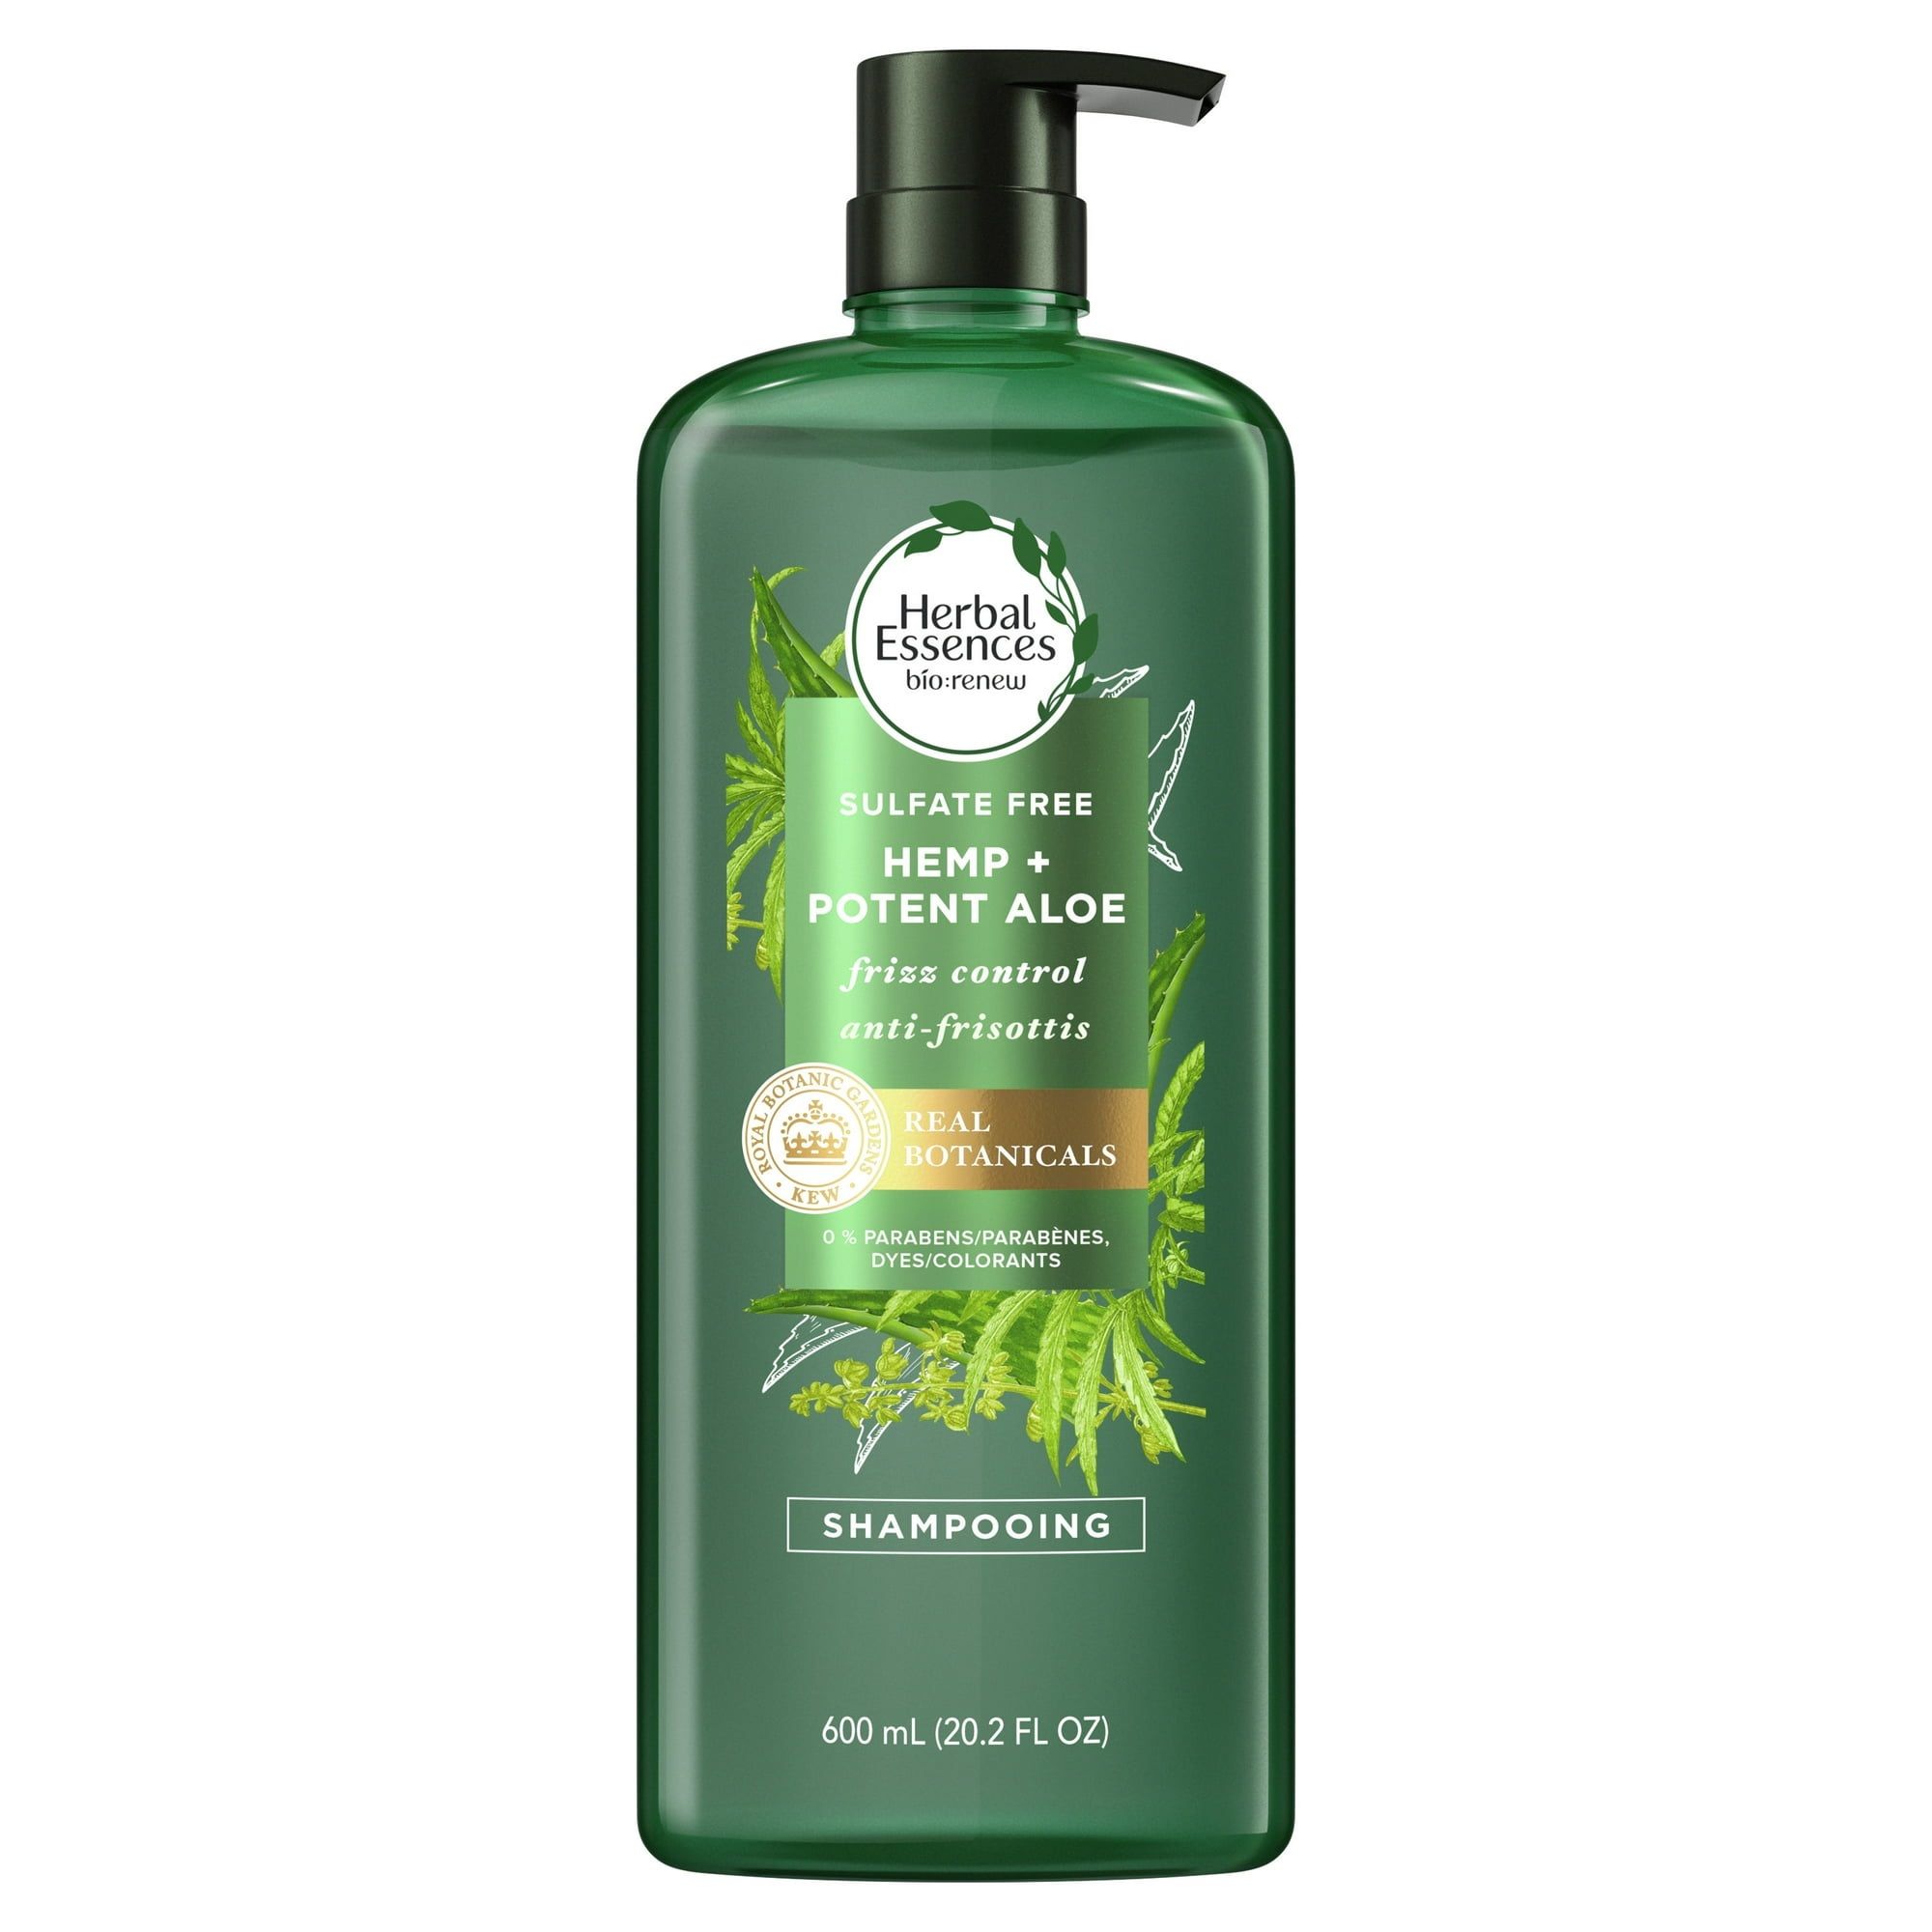 Herbal
Essences
bío:renew
SULFATE FREE
HEMP +
POTENT ALOE
frizz control
anti-frisottis
ROYAL BOTANIC GARDENS
• KEW •
REAL
BOTANICALS
0 % PARABENS/PARABÈNES,
DYES/COLORANTS
SHAMPOOING
600 mL (20.2 FL OZ)